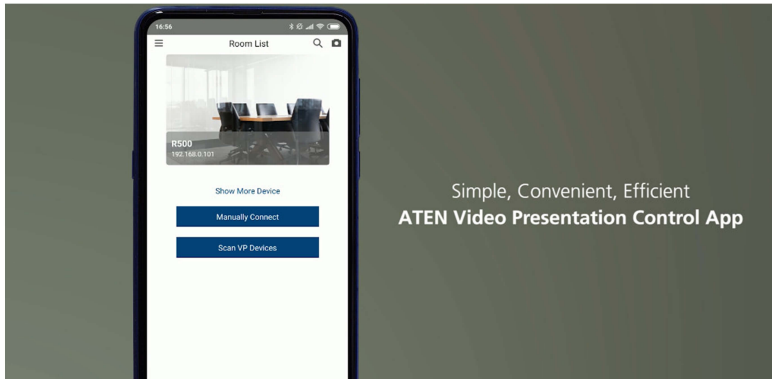 16:56
Room List
R500
192.168.0.101
Show More Device
Manually Connect
Scan VP Devices
Simple, Convenient, Efficient
ATEN Video Presentation Control App